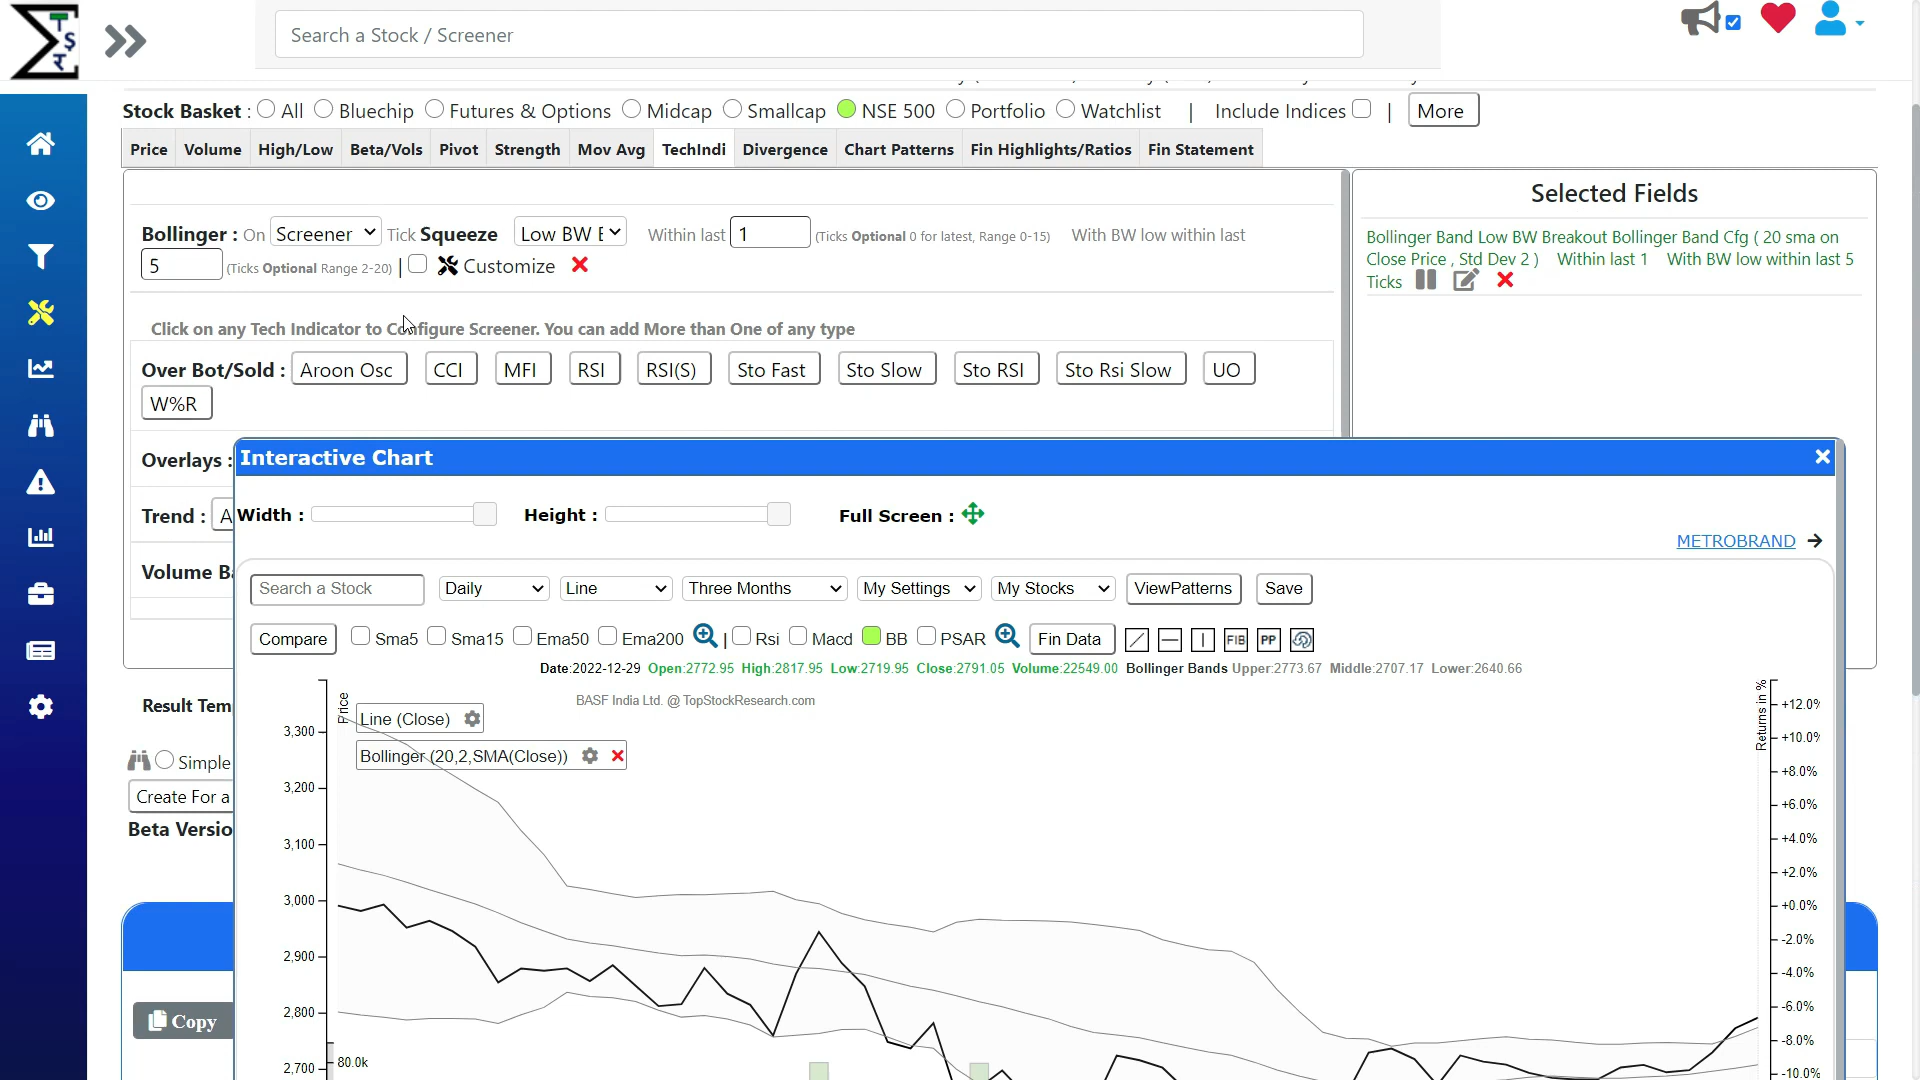 T
$
₹
Search a Stock / Screener
Stock Basket : All Bluechip Futures & Options Midcap Smallcap NSE 500 Portfolio Watchlist | Include Indices | More
Price Volume High/Low Beta/Vols Pivot Strength Mov Avg TechIndi Divergence Chart Patterns Fin Highlights/Ratios Fin Statement
Selected Fields
Bollinger : On Screener Tick Squeeze Low BW E Within last 1 (Ticks Optional 0 for latest, Range 0-15) With BW low within last
5 (Ticks Optional Range 2-20) | Customize
Bollinger Band Low BW Breakout Bollinger Band Cfg ( 20 sma on
Close Price , Std Dev 2 ) Within last 1 With BW low within last 5
Ticks
Click on any Tech Indicator to Configure Screener. You can add More than One of any type
Over Bot/Sold : Aroon Osc CCI MFI RSI RSI(S) Sto Fast Sto Slow Sto RSI Sto Rsi Slow UO
W%R
Overlays :
Trend : A
Volume Ba
Interactive Chart
Width : Height : Full Screen :
METROBRAND
Search a Stock Daily Line Three Months My Settings My Stocks ViewPatterns Save
Compare Sma5 Sma15 Ema50 Ema200 | Rsi Macd BB PSAR Fin Data FIB PP
Date:2022-12-29 Open:2772.95 High:2817.95 Low:2719.95 Close:2791.05 Volume:22549.00 Bollinger Bands Upper:2773.67 Middle:2707.17 Lower:2640.66
BASF India Ltd. @ TopStockResearch.com
Price
Line (Close)
Bollinger (20,2,SMA(Close))
3,300
3,200
3,100
3,000
2,900
2,800
2,700
80.0k
Returns in %
+12.0%
+10.0%
+8.0%
+6.0%
+4.0%
+2.0%
+0.0%
-2.0%
-4.0%
-6.0%
-8.0%
-10.0%
Result Tem
Simple
Create For a
Beta Versio
Copy